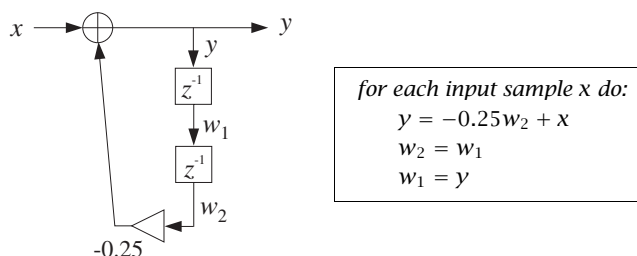 x
y
y
z⁻¹
w₁
z⁻¹
w₂
-0.25
for each input sample x do:
y = −0.25w₂ + x
w₂ = w₁
w₁ = y